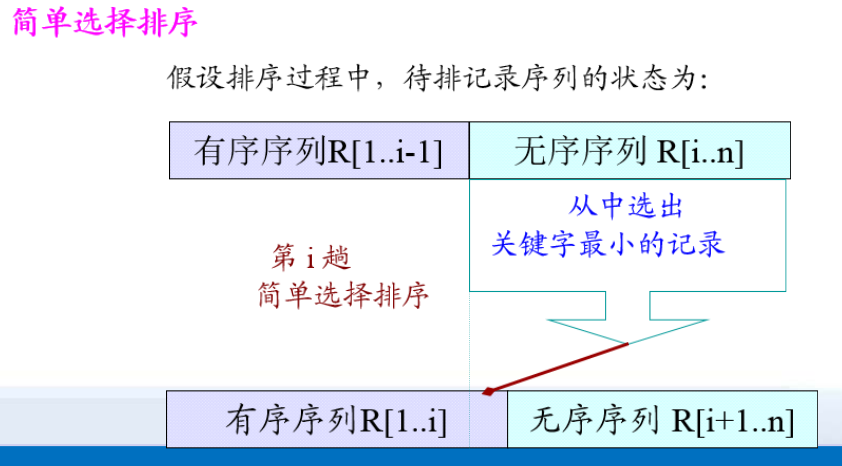 简单选择排序
假设排序过程中，待排记录序列的状态为：
有序序列R[1..i-1]
无序序列 R[i..n]
从中选出
关键字最小的记录
第 i 趟
简单选择排序
有序序列R[1..i]
无序序列 R[i+1..n]